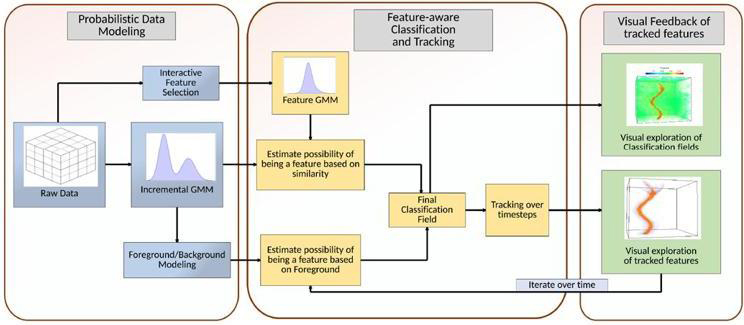 Probabilistic Data
Modeling
Feature-aware
Classification
and Tracking
Visual Feedback of
tracked features
Interactive
Feature
Selection
Feature GMM
Raw Data
Incremental GMM
Estimate possibility of
being a feature based on
similarity
Final
Classification
Field
Tracking over
timesteps
Visual exploration of
Classification fields
Foreground/Background
Modeling
Estimate possibility of
being a feature based
on Foreground
Visual exploration
of tracked features
Iterate over time